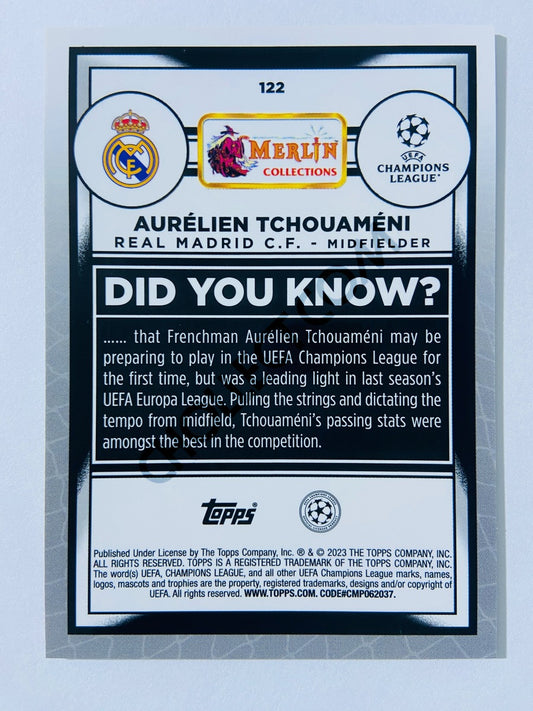 122
MERLIN
COLLECTIONS
UEFA
CHAMPIONS
LEAGUE
AURÉLIEN TCHOUAMÉNI
REAL MADRID C.F. - MIDFIELDER
DID YOU KNOW?
...... that Frenchman Aurélien Tchouaméni may be
preparing to play in the UEFA Champions League for
the first time, but was a leading light in last season's
UEFA Europa League. Pulling the strings and dictating the
tempo from midfield, Tchouaméni's passing stats were
amongst the best in the competition.
topps®
Published Under License by The Topps Company, Inc. ® & © 2023 THE TOPPS COMPANY, INC.
ALL RIGHTS RESERVED. TOPPS IS A REGISTERED TRADEMARK OF THE TOPPS COMPANY, INC.
The word(s) UEFA, CHAMPIONS LEAGUE, and all other UEFA Champions League marks, names,
logos, mascots and trophies are the property, registered trademarks, designs and/or copyright of
UEFA. All rights reserved. WWW.TOPPS.COM. CODE#CMP062037.